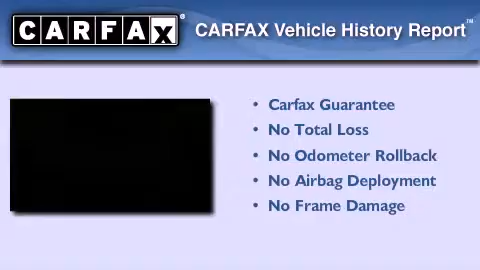 CARFAX® CARFAX Vehicle History Report™
• Carfax Guarantee
• No Total Loss
• No Odometer Rollback
• No Airbag Deployment
• No Frame Damage